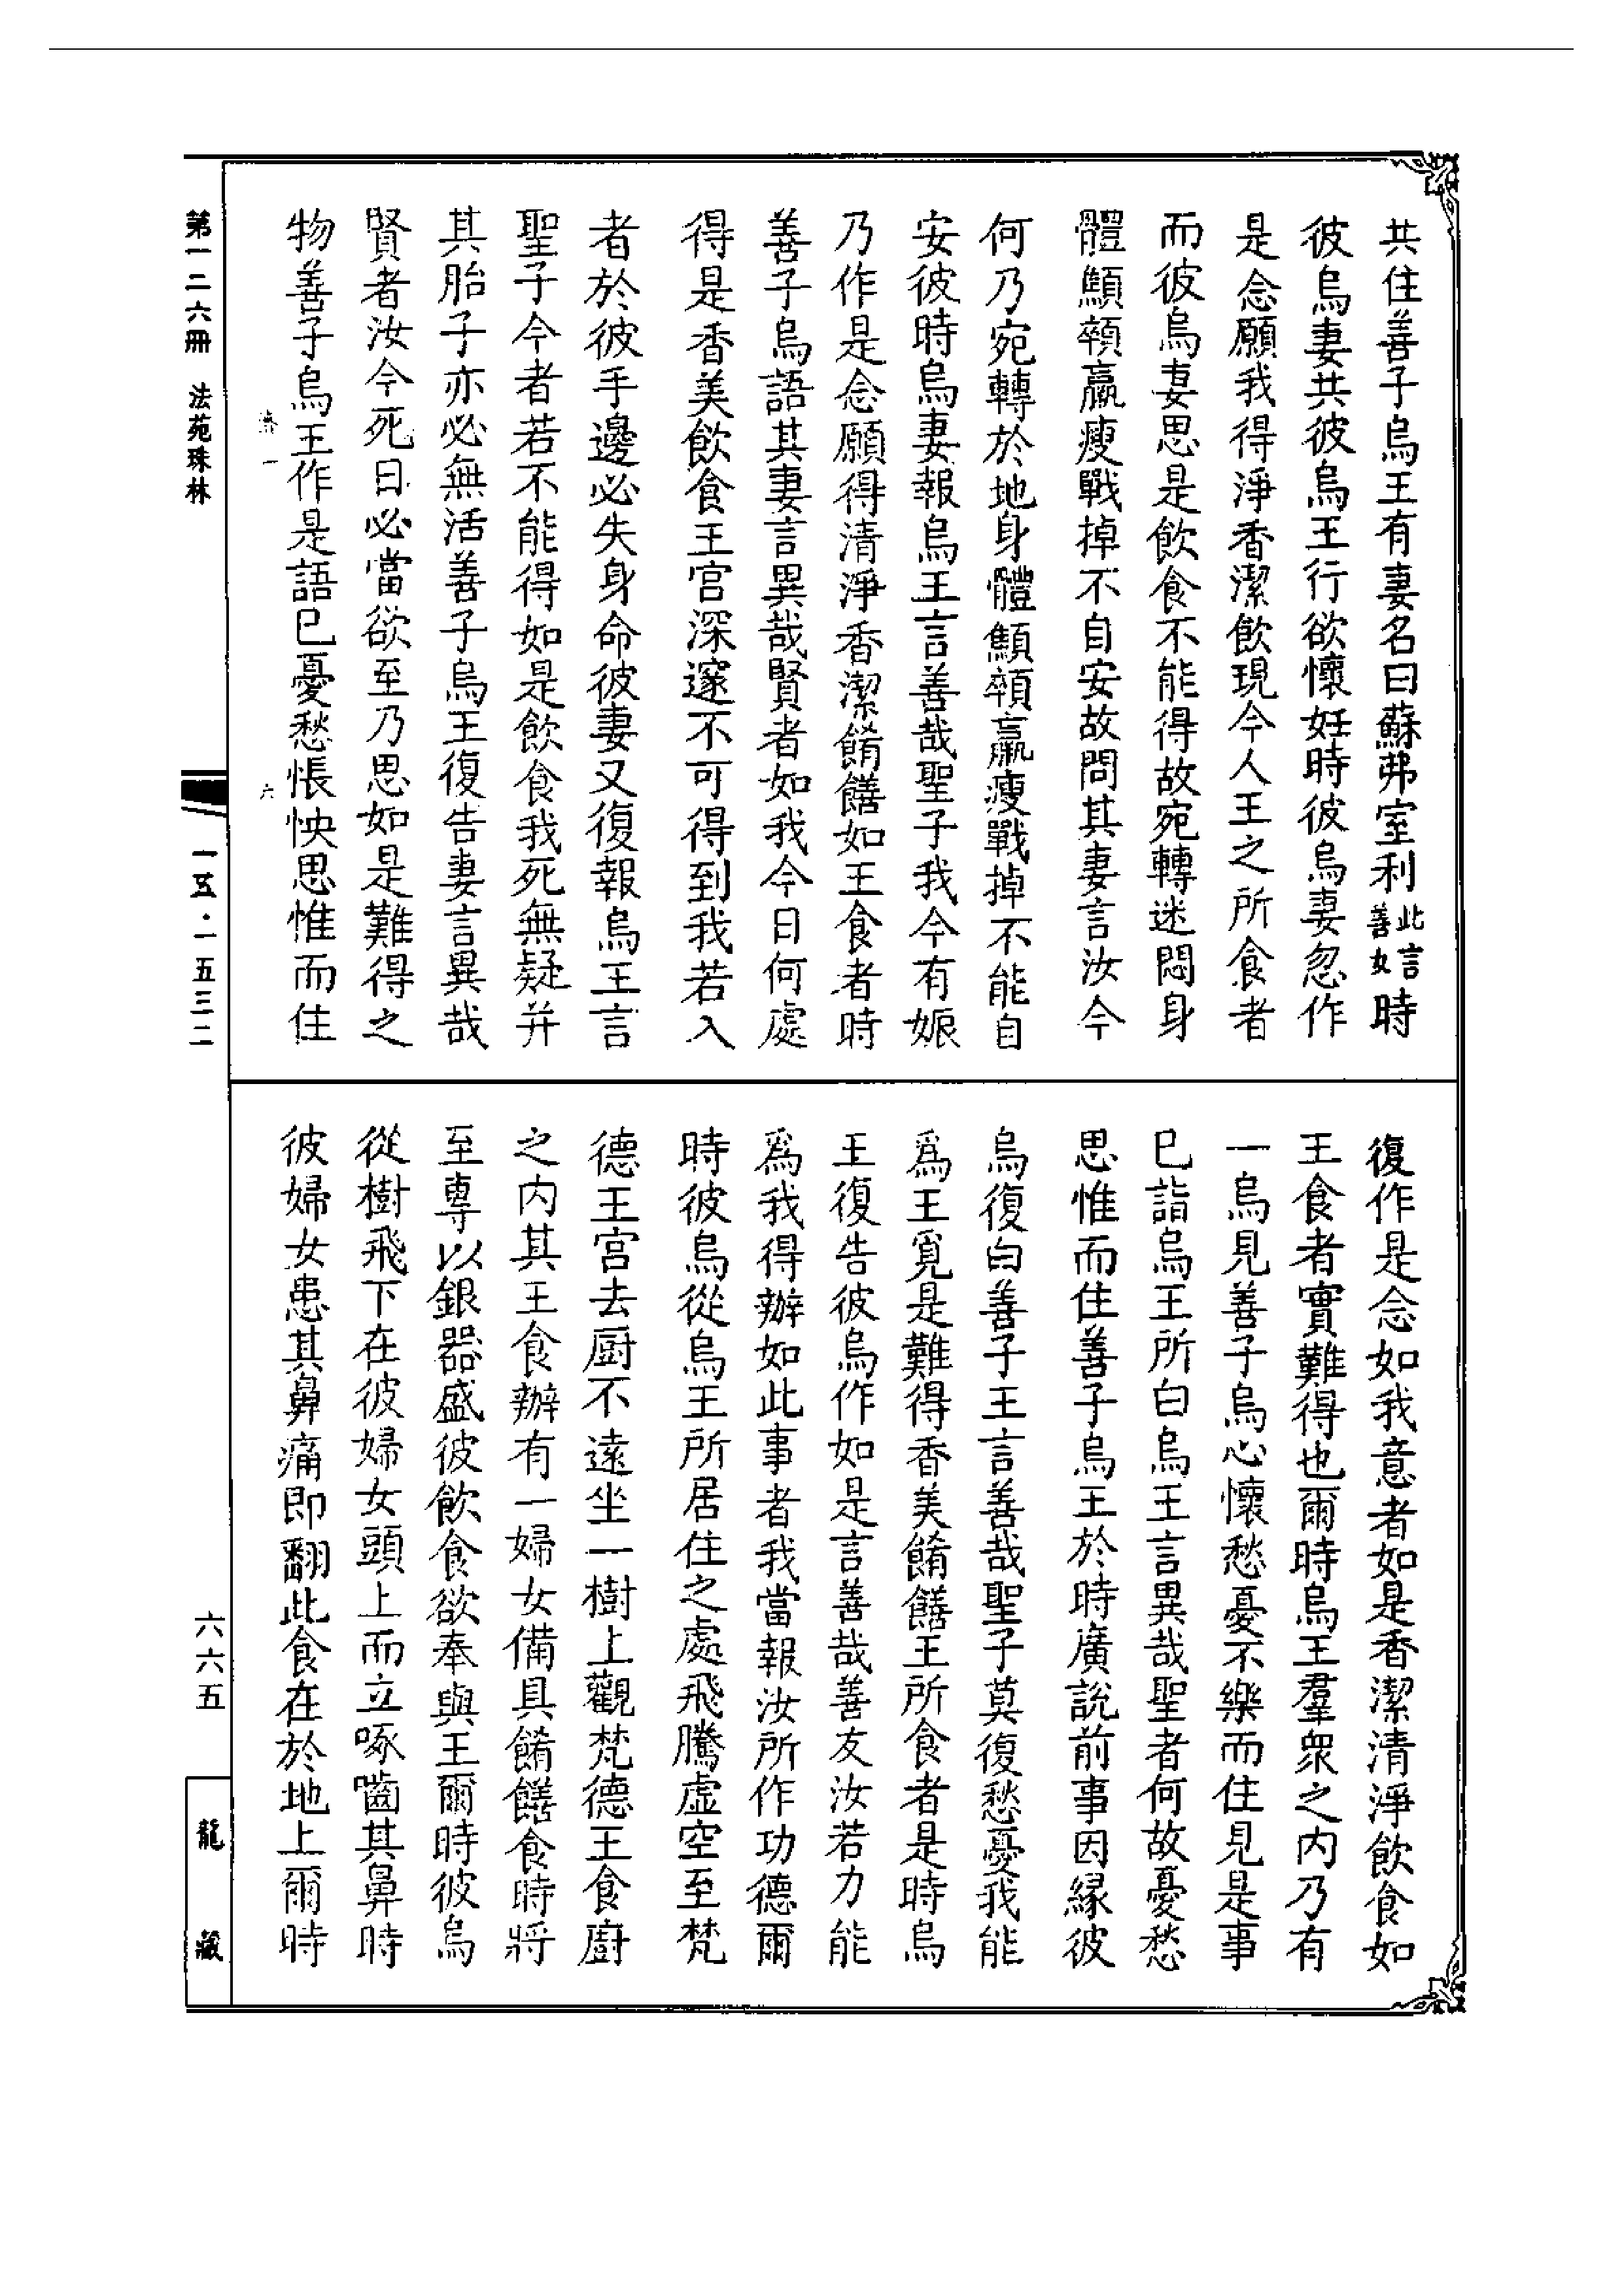 共住善子烏王有妻名曰蘇弗室利此言善女時
彼烏妻共彼烏王行欲懷妊時彼烏妻忽作
是念願我得淨香潔飲現今人王之所食者
而彼烏妻思是飲食不能得故宛轉迷悶身
體顦顇羸瘦戰掉不自安故問其妻言汝今
何乃宛轉於地身體顦顇羸瘦戰掉不能自
安彼時烏妻報烏王言善哉聖子我今有娠
乃作是念願得清淨香潔餚饍如王食者時
善子烏語其妻言異哉賢者如我今日何處
得是香美飲食王宮深邃不可得到我若入
者於彼手邊必失身命彼妻又復報烏王言
聖子今者若不能得如是飲食我死無疑并
其胎子亦必無活善子烏王復告妻言異哉
賢者汝今死日必當欲至乃思如是難得之
物善子烏王作是語已憂愁悵怏思惟而住
復作是念如我意者如是香潔清淨飲食如
王食者實難得也爾時烏王羣衆之內乃有
一烏見善子烏心懷愁憂不樂而住見是事
已詣烏王所白烏王言異哉聖者何故憂愁
思惟而住善子烏王於時廣說前事因緣彼
烏復白善子王言善哉聖子莫復愁憂我能
爲王覓是難得香美餚饍王所食者是時烏
王復告彼烏作如是言善哉善友汝若力能
爲我得辦如此事者我當報汝所作功德爾
時彼烏從烏王所居住之處飛騰虛空至梵
德王宮去厨不遠坐一樹上觀梵德王食廚
之內其王食辦有一婦女備具餚饍食時將
至專以銀器盛彼飲食欲奉與王爾時彼烏
從樹飛下在彼婦女頭上而立啄嚙其鼻時
彼婦女患其鼻痛即翻此食在於地上爾時
第一二六冊 法苑珠林
一五·一五三二
六六五
龍藏